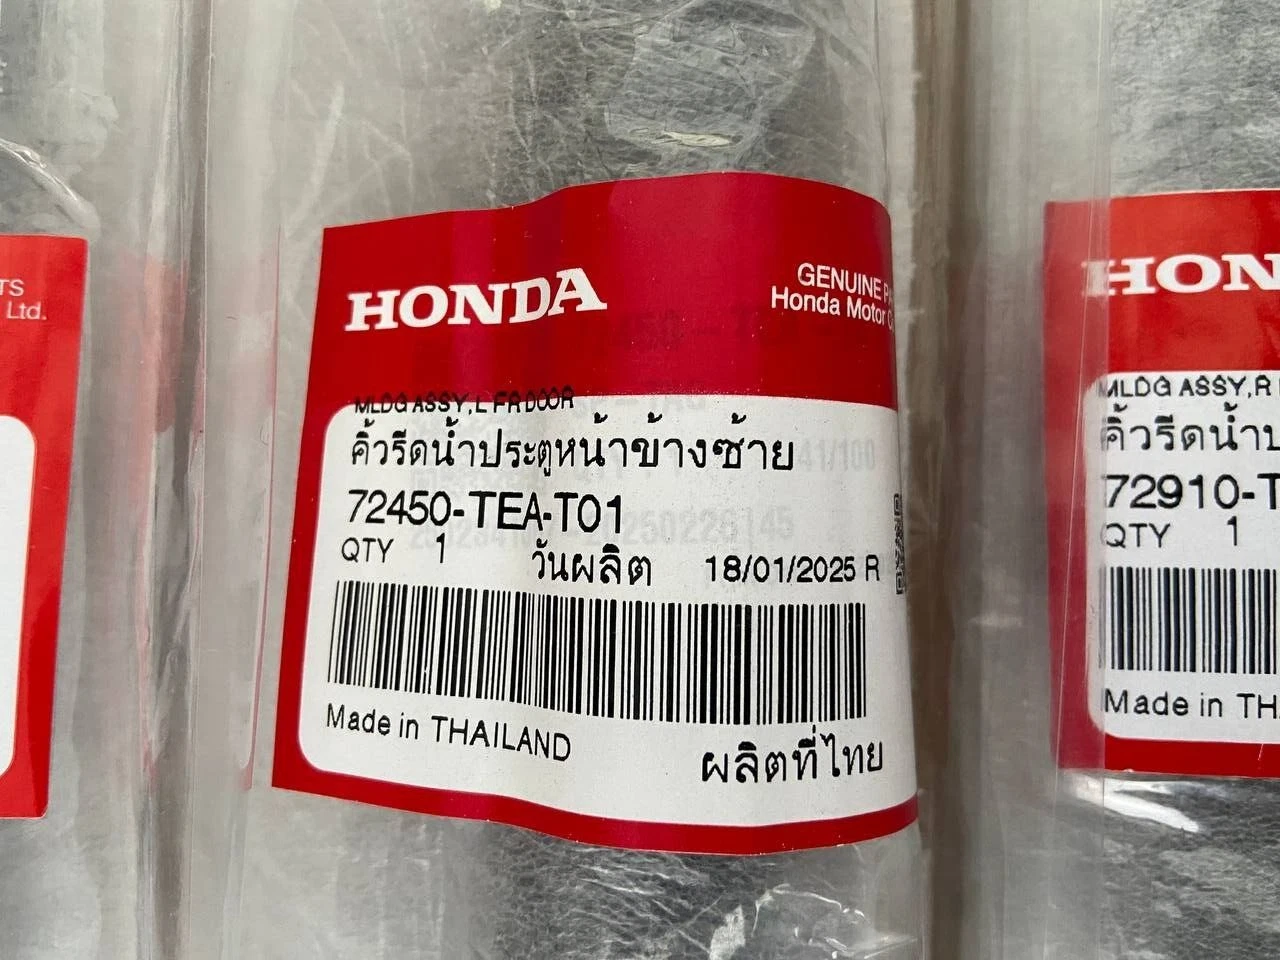 TS
Ltd.
HONDA
GENUINE
Honda Motor
MLDG ASSY,L FR DOOR
คิ้วรีดน้ำประตูหน้าข้างซ้าย
72450-TEA-T01
QTY 1 วันผลิต 18/01/2025 R
Made in THAILAND
ผลิตที่ไทย
HON
MLDG ASSY,R
คิ้วรีดน้ำ
72910-T
QTY 1
Made in TH